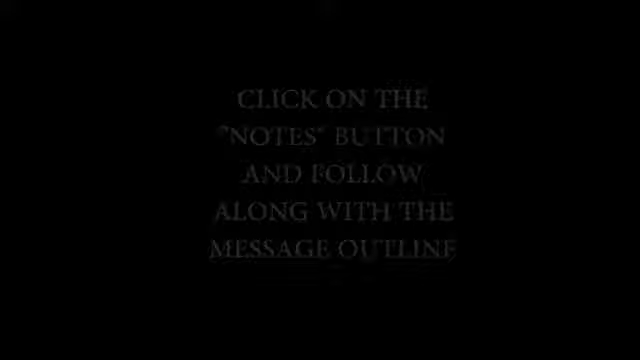 CLICK ON THE
"NOTES" BUTTON
AND FOLLOW
ALONG WITH THE
MESSAGE OUTLINE